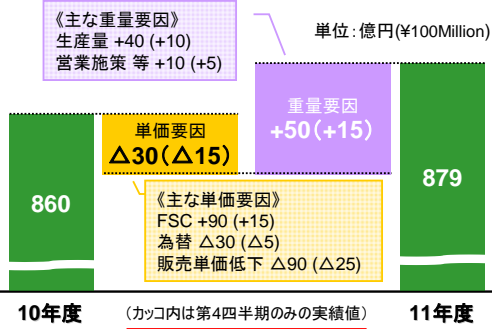 《主な重量要因》
生産量 +40 (+10)
営業施策 等 +10 (+5)
単位：億円(¥100Million)
重量要因
+50(+15)
単価要因
△30(△15)
860
879
《主な単価要因》
FSC +90 (+15)
為替 △30 (△5)
販売単価低下 △90 (△25)
10年度
（カッコ内は第4四半期のみの実績値）
11年度